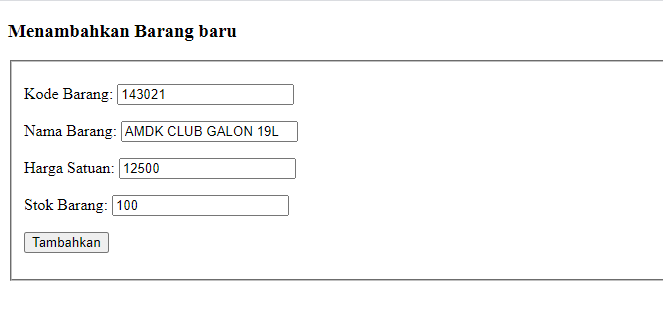 Menambahkan Barang baru
Kode Barang: 143021
Nama Barang: AMDK CLUB GALON 19L
Harga Satuan: 12500
Stok Barang: 100
Tambahkan